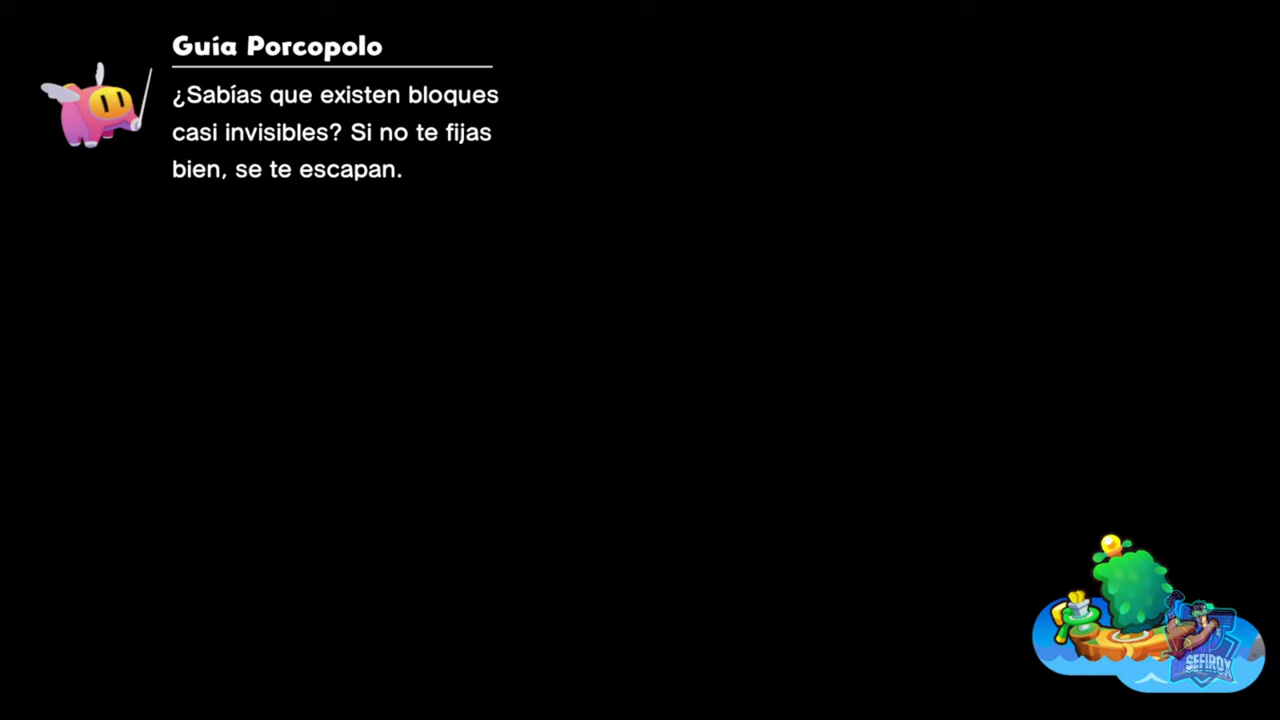 Guía Porcopolo
¿Sabías que existen bloques
casi invisibles? Si no te fijas
bien, se te escapan.
SEFIROX